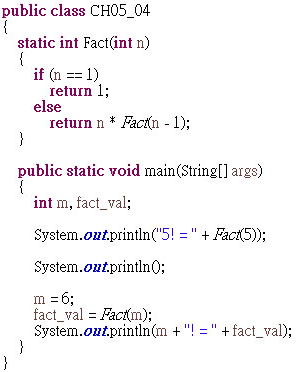 public class CH05_04
{
static int Fact(int n)
{
if (n == 1)
return 1;
else
return n * Fact(n - 1);
}
public static void main(String[] args)
{
int m, fact_val;
System.out.println("5! = " + Fact(5));
System.out.println();
m = 6;
fact_val = Fact(m);
System.out.println(m + "! = " + fact_val);
}
}